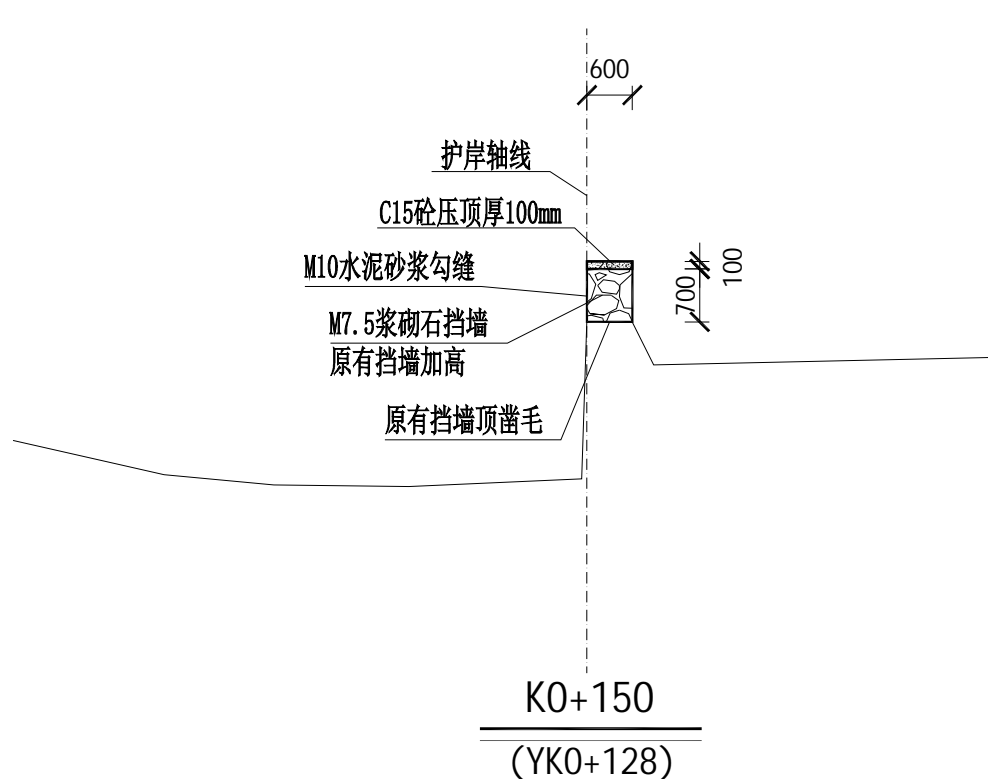 600
护岸轴线
C15砼压顶厚100mm
100
M10水泥砂浆勾缝
700
M7.5浆砌石挡墙
原有挡墙加高
原有挡墙顶凿毛
K0+150
(YK0+128)